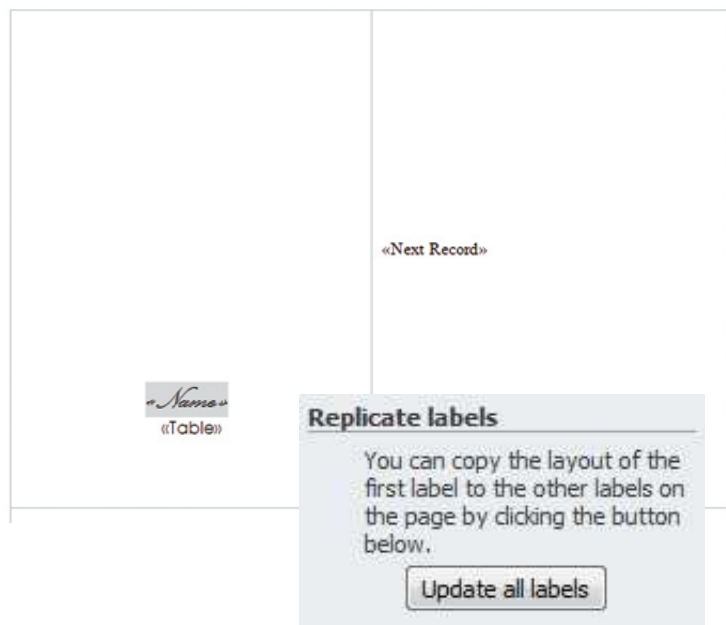 «Next Record»
«Name»
«Table»
Replicate labels
You can copy the layout of the
first label to the other labels on
the page by clicking the button
below.
Update all labels